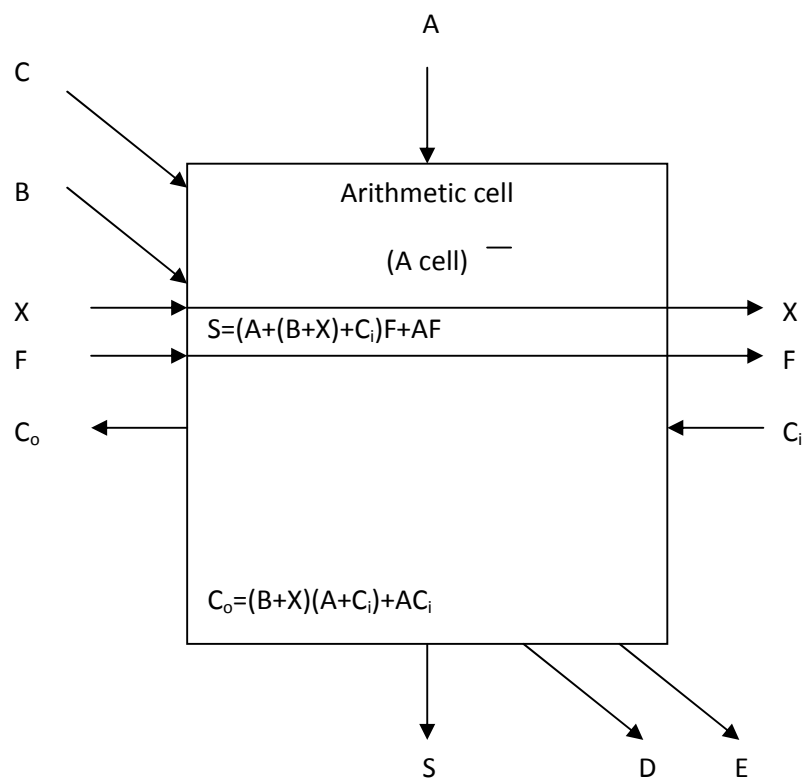 A
C
B
Arithmetic cell
(A cell)
X
X
S=(A+(B+X)+Cᵢ)F+AF
F
F
Cₒ
Cᵢ
Cₒ=(B+X)(A+Cᵢ)+ACᵢ
S
D
E